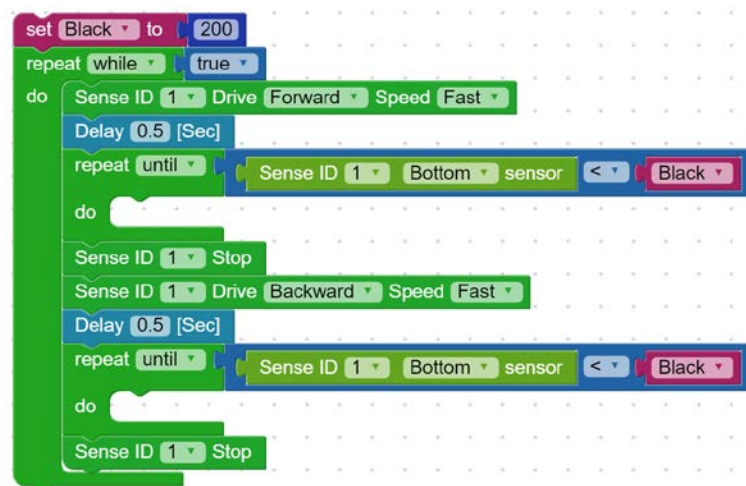 set Black to 200
repeat while true
do Sense ID 1 Drive Forward Speed Fast
Delay 0.5 [Sec]
repeat until Sense ID 1 Bottom sensor < Black
do
Sense ID 1 Stop
Sense ID 1 Drive Backward Speed Fast
Delay 0.5 [Sec]
repeat until Sense ID 1 Bottom sensor < Black
do
Sense ID 1 Stop